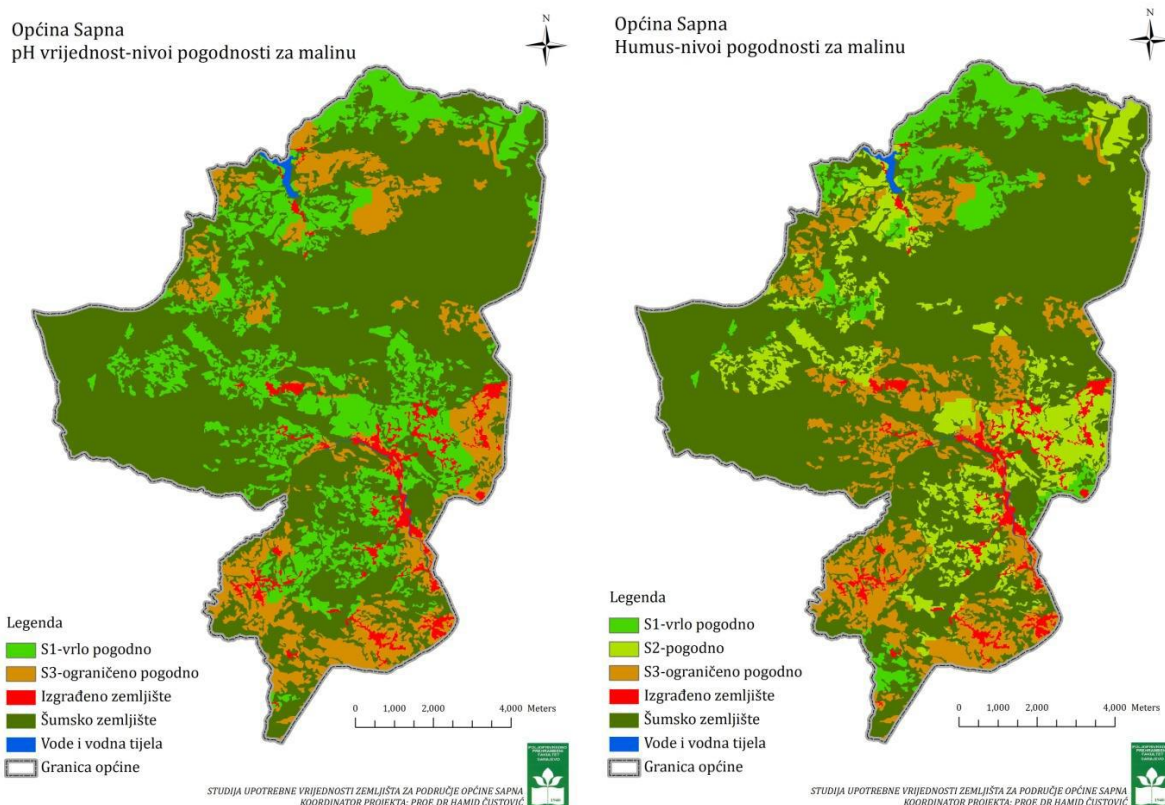 Općina Sapna
pH vrijednost-nivoi pogodnosti za malinu
N
Legenda
S1-vrlo pogodno
S3-ograničeno pogodno
Izgrađeno zemljište
Šumsko zemljište
Vode i vodna tijela
Granica općine
0 1,000 2,000 4,000 Meters
STUDIJA UPOTREBNE VRIJEDNOSTI ZEMLJIŠTA ZA PODRUČJE OPĆINE SAPNA
KOORDINATOR PROJEKTA: PROF. DR HAMID ČUSTOVIĆ
Općina Sapna
Humus-nivoi pogodnosti za malinu
N
Legenda
S1-vrlo pogodno
S2-pogodno
S3-ograničeno pogodno
Izgrađeno zemljište
Šumsko zemljište
Vode i vodna tijela
Granica općine
0 1,000 2,000 4,000 Meters
STUDIJA UPOTREBNE VRIJEDNOSTI ZEMLJIŠTA ZA PODRUČJE OPĆINE SAPNA
KOORDINATOR PROJEKTA: PROF. DR HAMID ČUSTOVIĆ